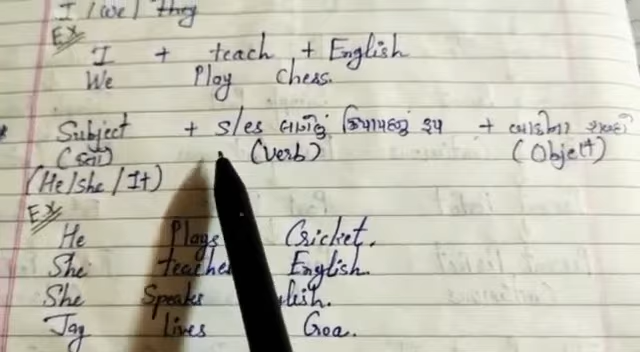 I / we / they
Ex
I + teach + English
We Play chess.
Subject + s/es લાગેલું ક્રિયાપદનું રૂપ +
(કર્તા) (verb) (Object)
(He/she / It)
Ex
He Plays Cricket.
She teaches English.
She Speaks
Jay lives Goa.